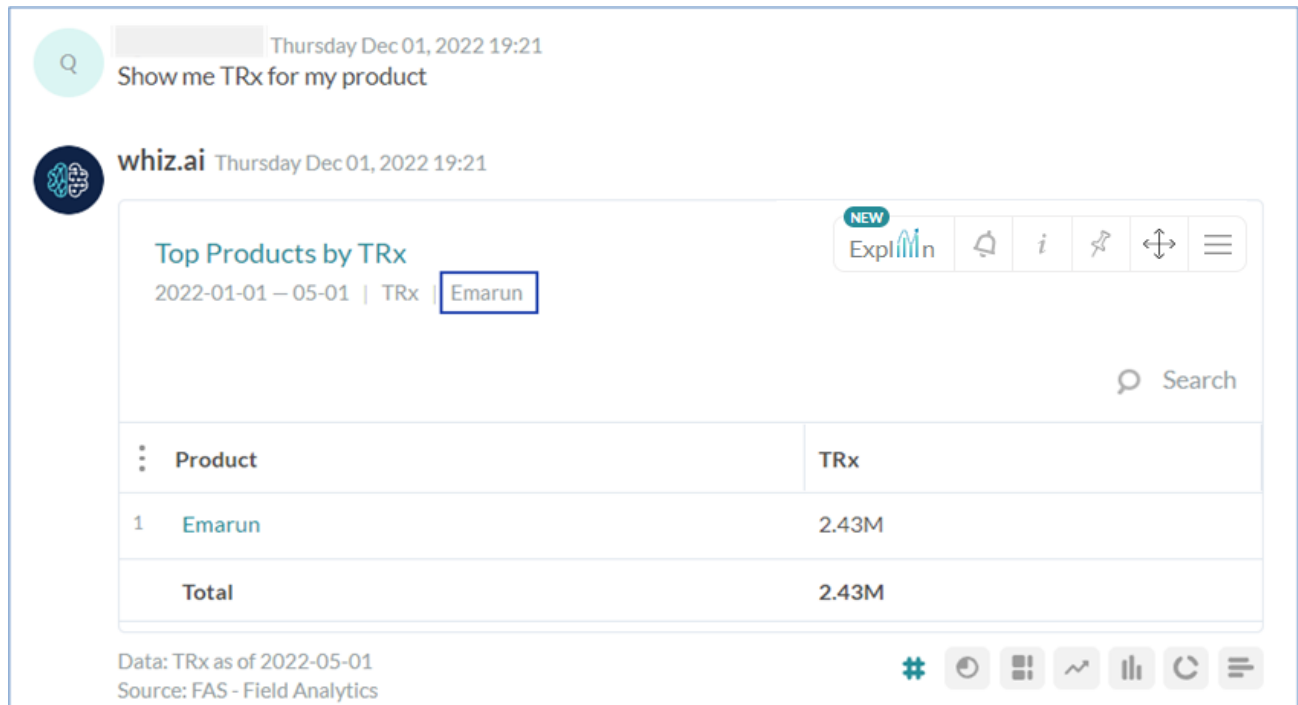 Q
Thursday Dec 01, 2022 19:21
Show me TRx for my product
whiz.ai Thursday Dec 01, 2022 19:21
NEW
Top Products by TRx
Explain
i
2022-01-01 — 05-01 | TRx | Emarun
Search
Product TRx
1 Emarun 2.43M
Total 2.43M
Data: TRx as of 2022-05-01
Source: FAS - Field Analytics